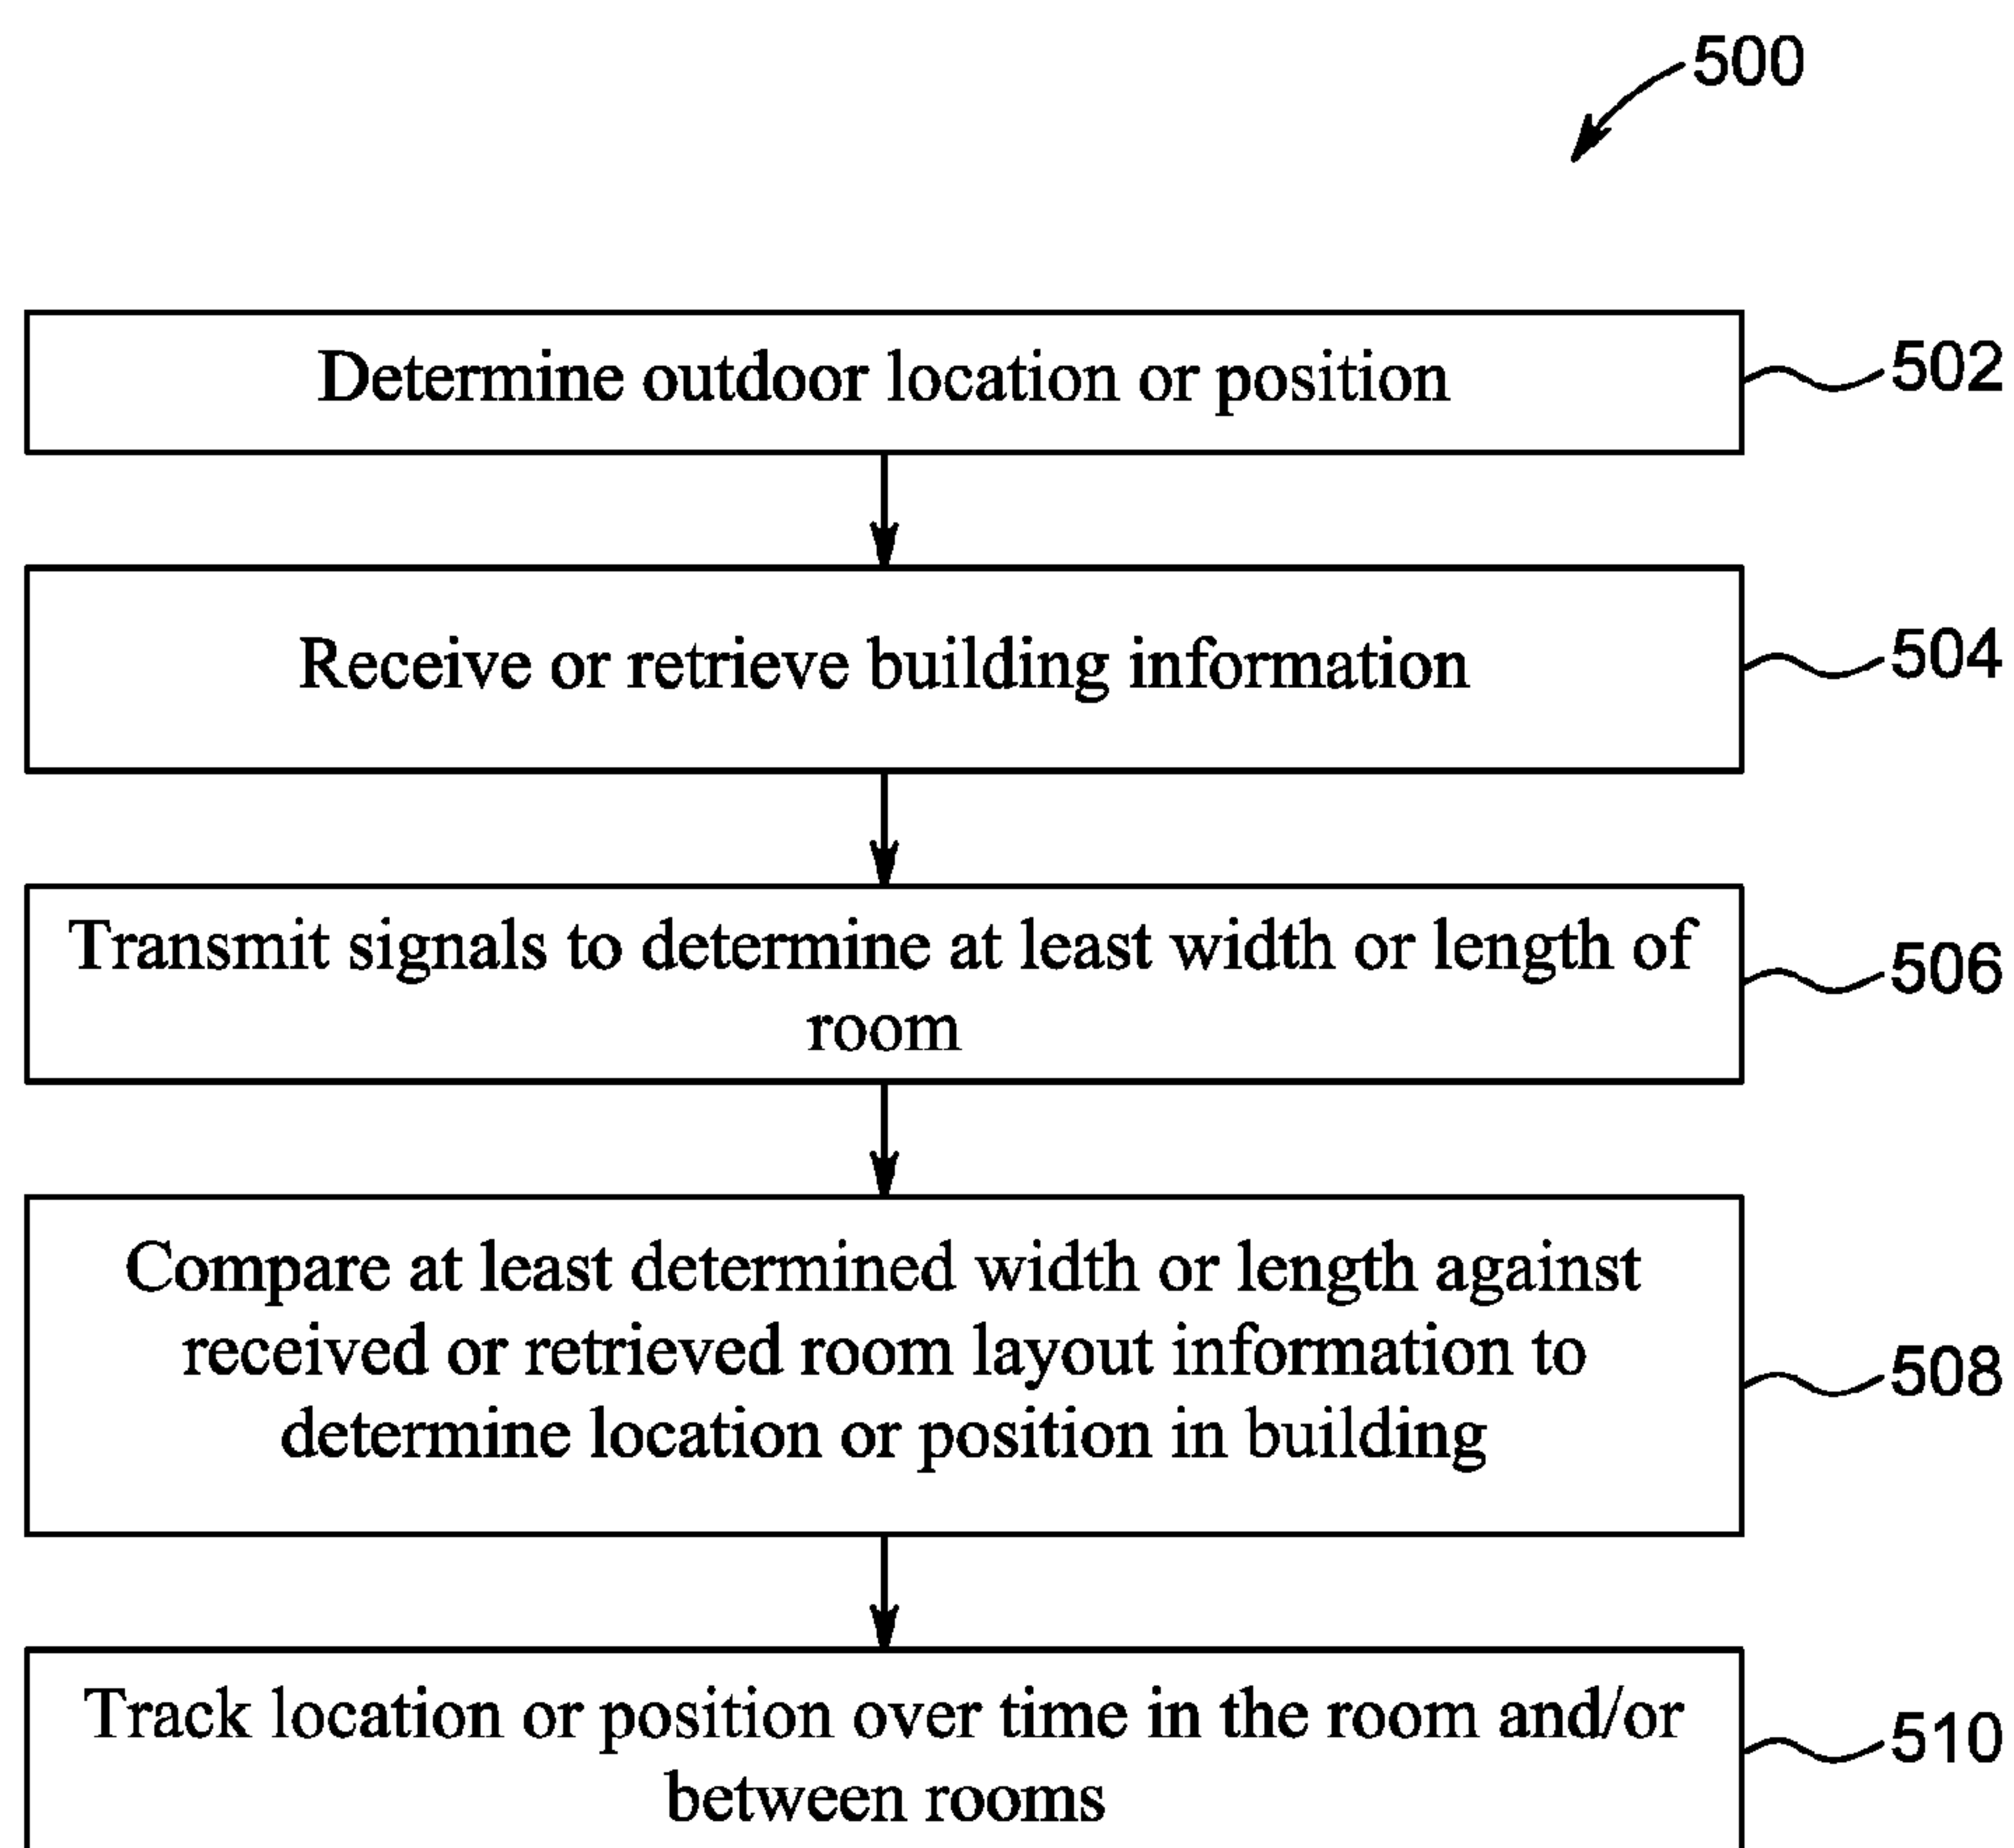 500
Determine outdoor location or position
502
Receive or retrieve building information
504
Transmit signals to determine at least width or length of
room
506
Compare at least determined width or length against
received or retrieved room layout information to
determine location or position in building
508
Track location or position over time in the room and/or
between rooms
510